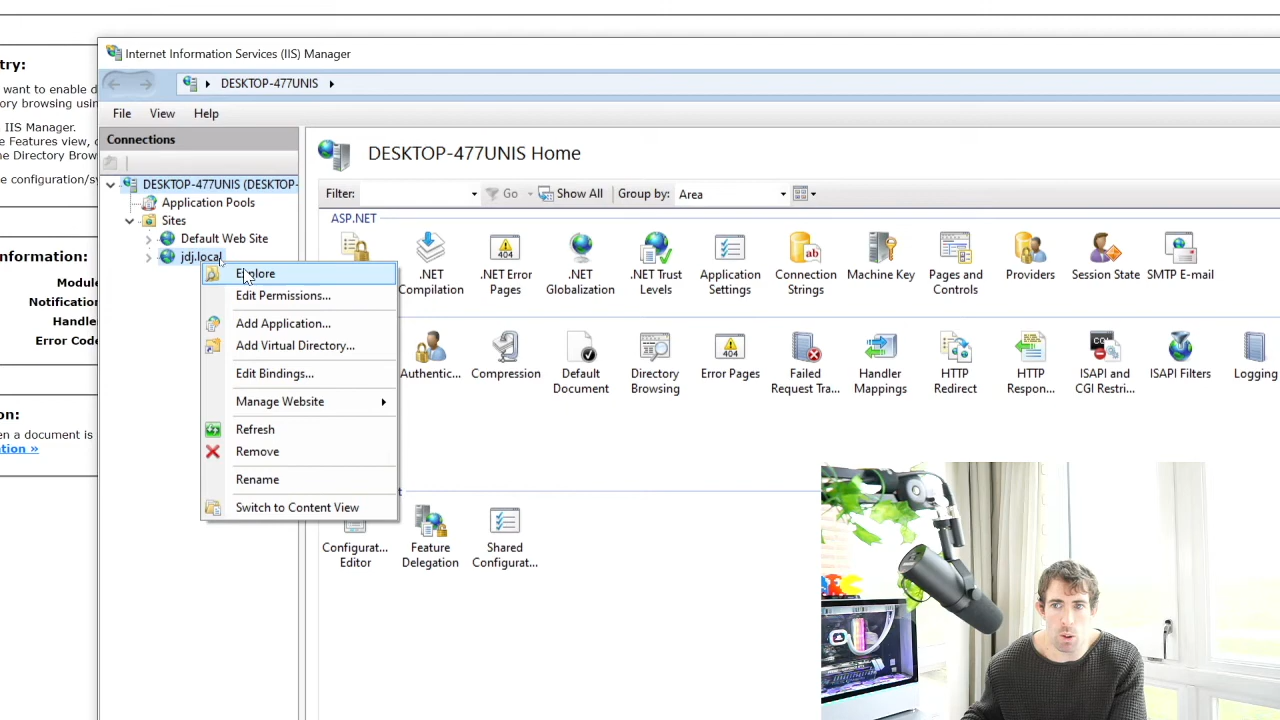 try:
want to enable d
ory browsing using
IIS Manager.
e Features view,
he Directory Brow
e configuration/sy
nformation:
Module
Notification
Handle
Error Code
on:
en a document is
ation »
Internet Information Services (IIS) Manager
DESKTOP-477UNIS
File View Help
Connections
DESKTOP-477UNIS (DESKTOP-
Application Pools
Sites
Default Web Site
jdj.local
Explore
Edit Permissions...
Add Application...
Add Virtual Directory...
Edit Bindings...
Manage Website
Refresh
Remove
Rename
Switch to Content View
DESKTOP-477UNIS Home
Filter: Go Show All Group by: Area
ASP.NET
.NET Compilation
.NET Error Pages
.NET Globalization
.NET Trust Levels
Application Settings
Connection Strings
Machine Key
Pages and Controls
Providers
Session State
SMTP E-mail
Authentic...
Compression
Default Document
Directory Browsing
Error Pages
Failed Request Tra...
Handler Mappings
HTTP Redirect
HTTP Respon...
ISAPI and CGI Restri...
ISAPI Filters
Logging
Configurat... Editor
Feature Delegation
Shared Configurat...